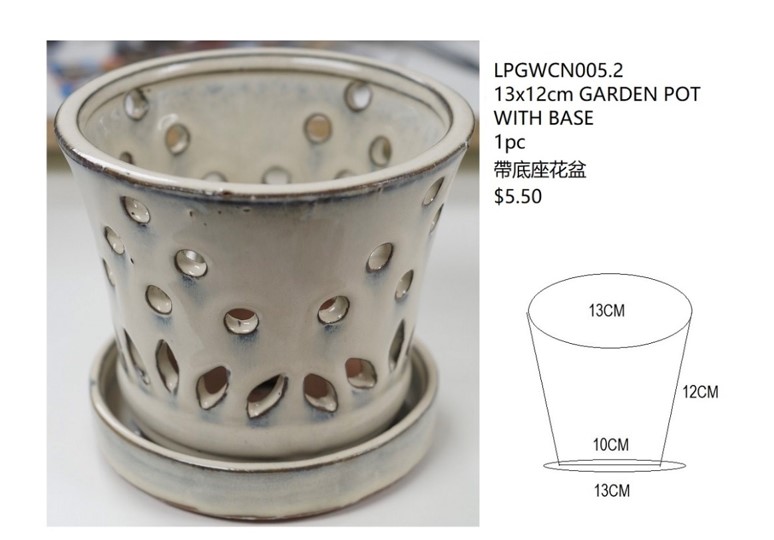 LPGWCN005.2
13x12cm GARDEN POT
WITH BASE
1pc
帶底座花盆
$5.50
13CM
12CM
10CM
13CM